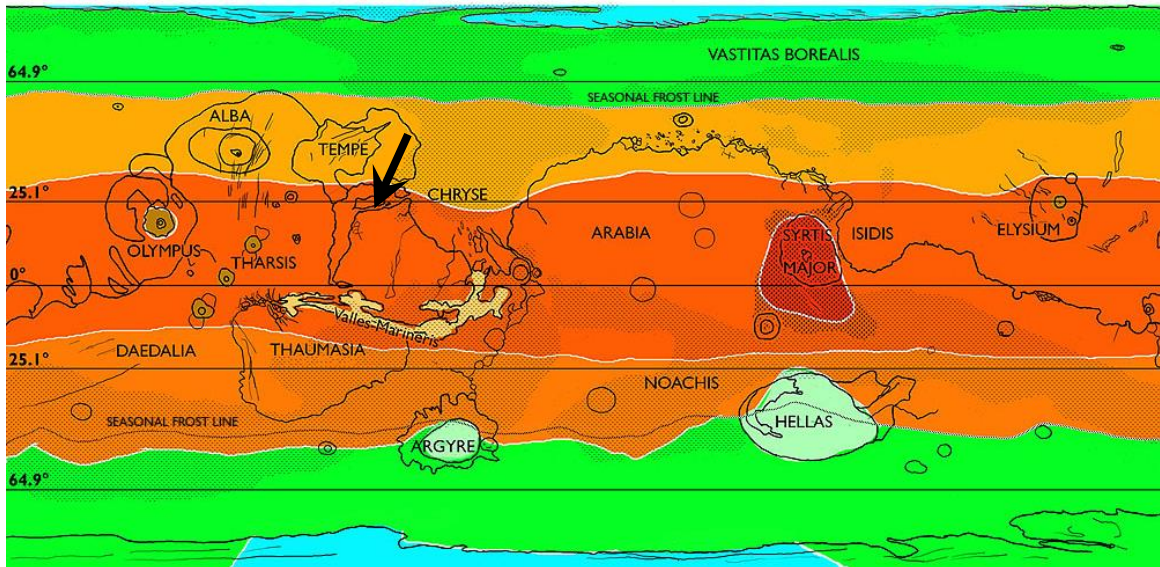 VASTITAS BOREALIS
64.9°
SEASONAL FROST LINE
ALBA
TEMPE
25.1°
CHRYSE
OLYMPUS
THARSIS
ARABIA
SYRTIS
MAJOR
ISIDIS
ELYSIUM
0°
Valles Marineris
DAEDALIA
THAUMASIA
25.1°
NOACHIS
SEASONAL FROST LINE
ARGYRE
HELLAS
64.9°